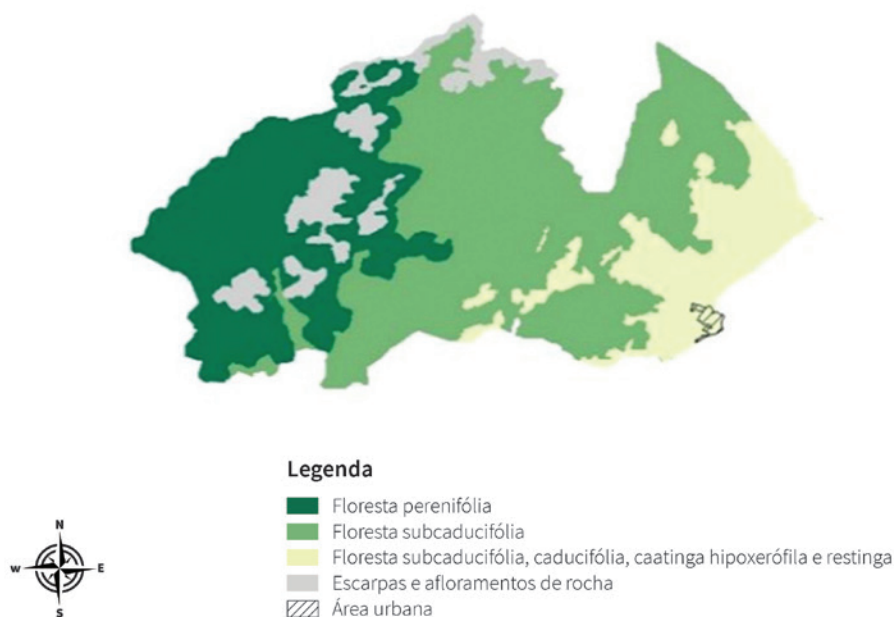 Legenda
Floresta perenifólia
Floresta subcaducifólia
Floresta subcaducifólia, caducifólia, caatinga hipoxerófila e restinga
Escarpas e afloramentos de rocha
Área urbana
N
W E
S